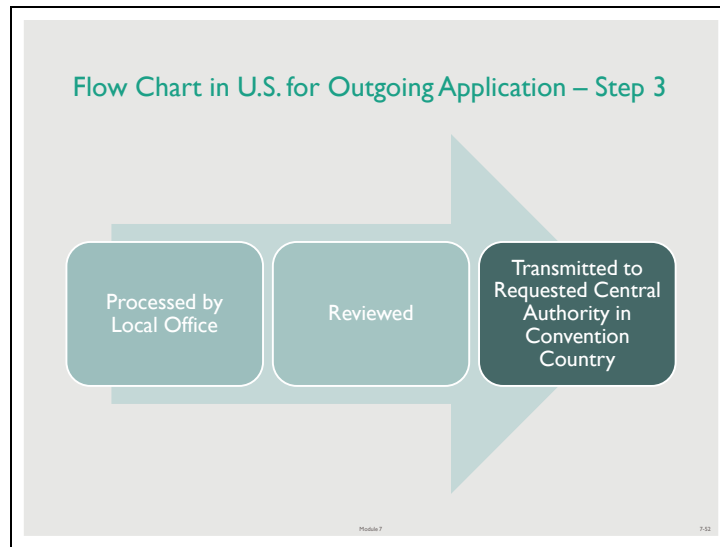 Flow Chart in U.S. for Outgoing Application – Step 3
Processed by
Local Office
Reviewed
Transmitted to
Requested Central
Authority in
Convention
Country
Module 7
7-52